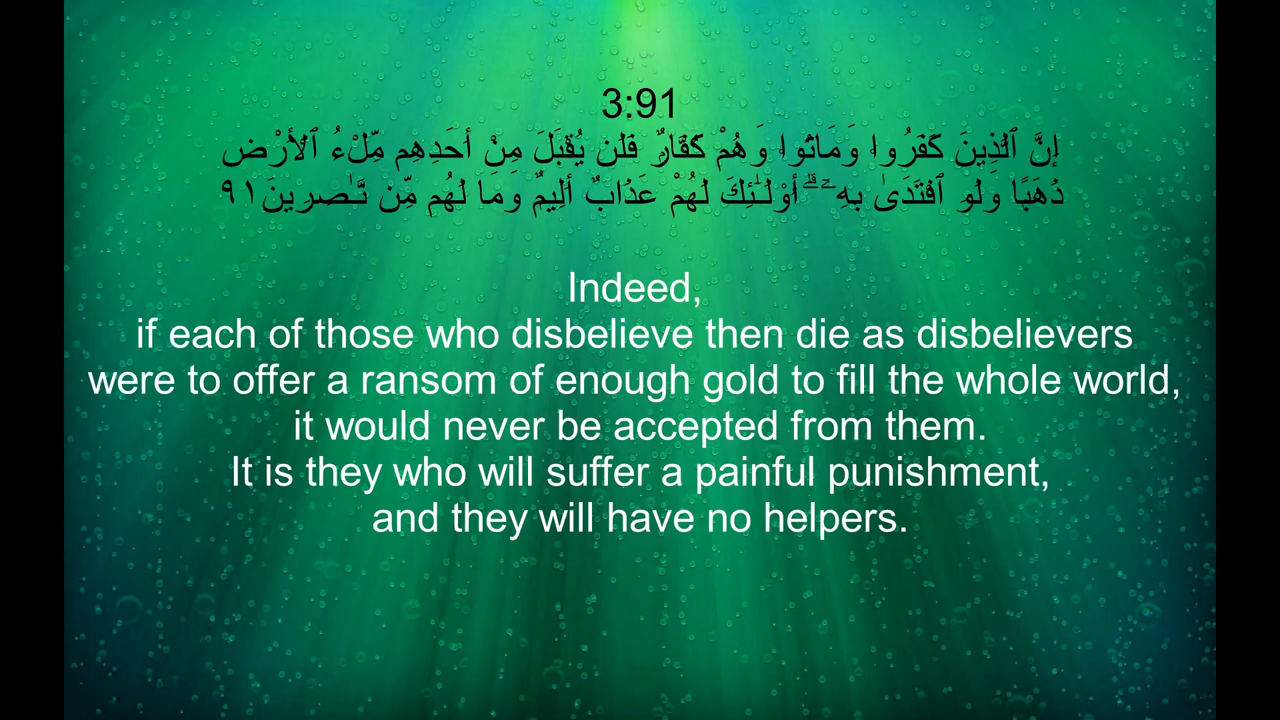 3:91
إِنَّ ٱلَّذِينَ كَفَرُوا۟ وَمَاتُوا۟ وَهُمْ كُفَّارٌۭ فَلَن يُقْبَلَ مِنْ أَحَدِهِم مِّلْءُ ٱلْأَرْضِ
ذَهَبًۭا وَلَوِ ٱفْتَدَىٰ بِهِۦٓ ۗ أُو۟لَـٰٓئِكَ لَهُمْ عَذَابٌ أَلِيمٌۭ وَمَا لَهُم مِّن نَّـٰصِرِينَ ٩١
Indeed,
if each of those who disbelieve then die as disbelievers
were to offer a ransom of enough gold to fill the whole world,
it would never be accepted from them.
It is they who will suffer a painful punishment,
and they will have no helpers.